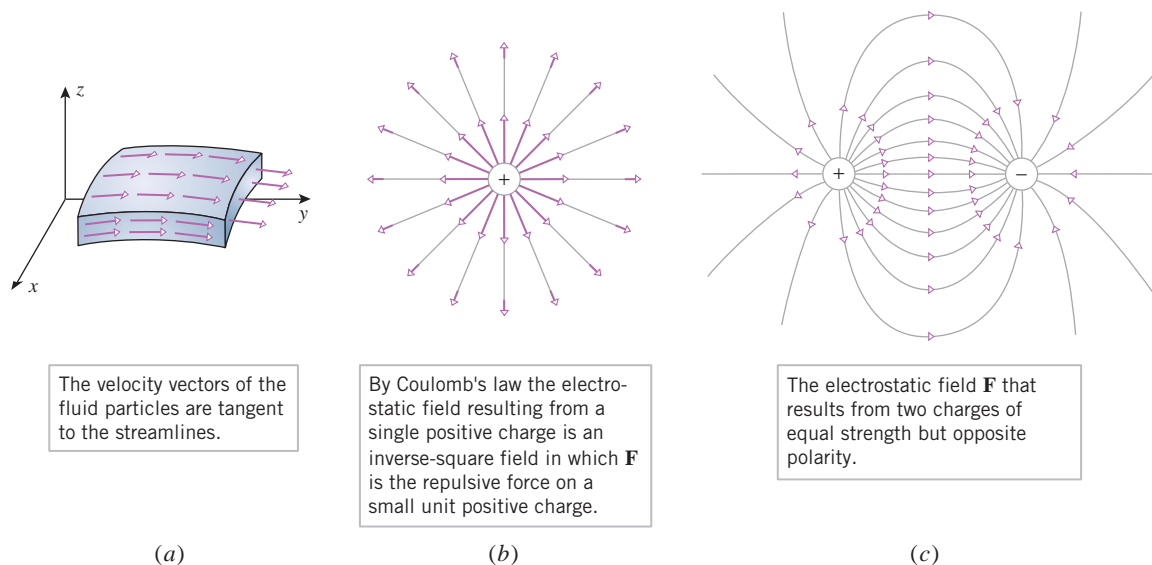 z
y
x
+
+
−
The velocity vectors of the
fluid particles are tangent
to the streamlines.
By Coulomb's law the electro-
static field resulting from a
single positive charge is an
inverse-square field in which F
is the repulsive force on a
small unit positive charge.
The electrostatic field F that
results from two charges of
equal strength but opposite
polarity.
(a)
(b)
(c)